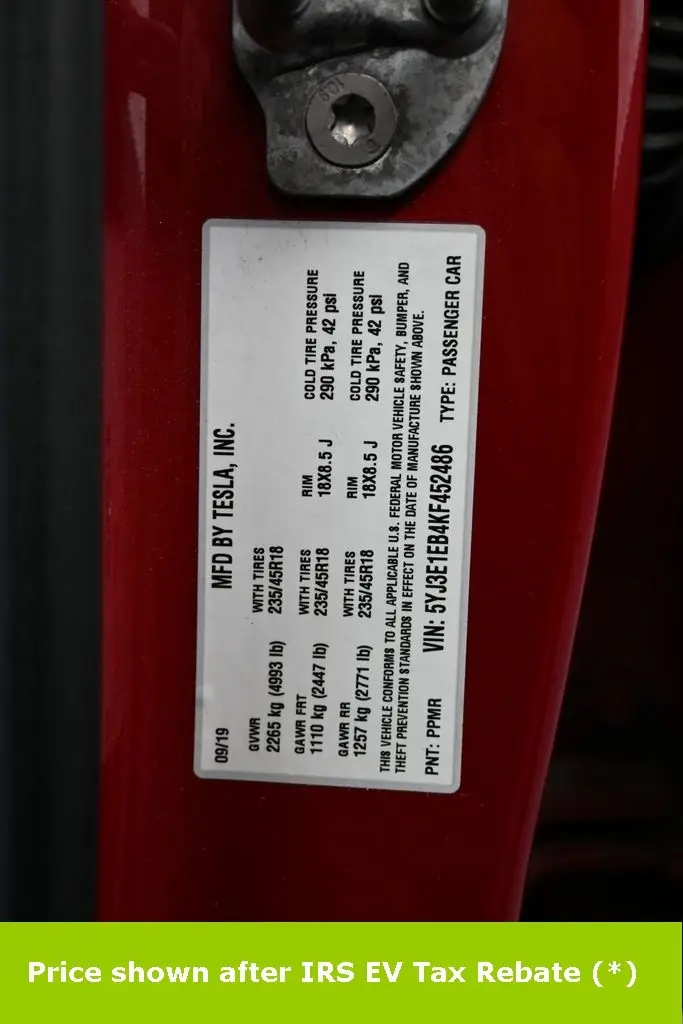 109
09/19
MFD BY TESLA, INC.
GVWR
2265 kg (4993 lb)
WITH TIRES
235/45R18
GAWR FRT
1110 kg (2447 lb)
WITH TIRES
235/45R18
RIM
18X8.5 J
COLD TIRE PRESSURE
290 kPa, 42 psi
GAWR RR
1257 kg (2771 lb)
WITH TIRES
235/45R18
RIM
18X8.5 J
COLD TIRE PRESSURE
290 kPa, 42 psi
THIS VEHICLE CONFORMS TO ALL APPLICABLE U.S. FEDERAL MOTOR VEHICLE SAFETY, BUMPER, AND
THEFT PREVENTION STANDARDS IN EFFECT ON THE DATE OF MANUFACTURE SHOWN ABOVE.
PNT: PPMR VIN: 5YJ3E1EB4KF452486 TYPE: PASSENGER CAR
Price shown after IRS EV Tax Rebate (*)